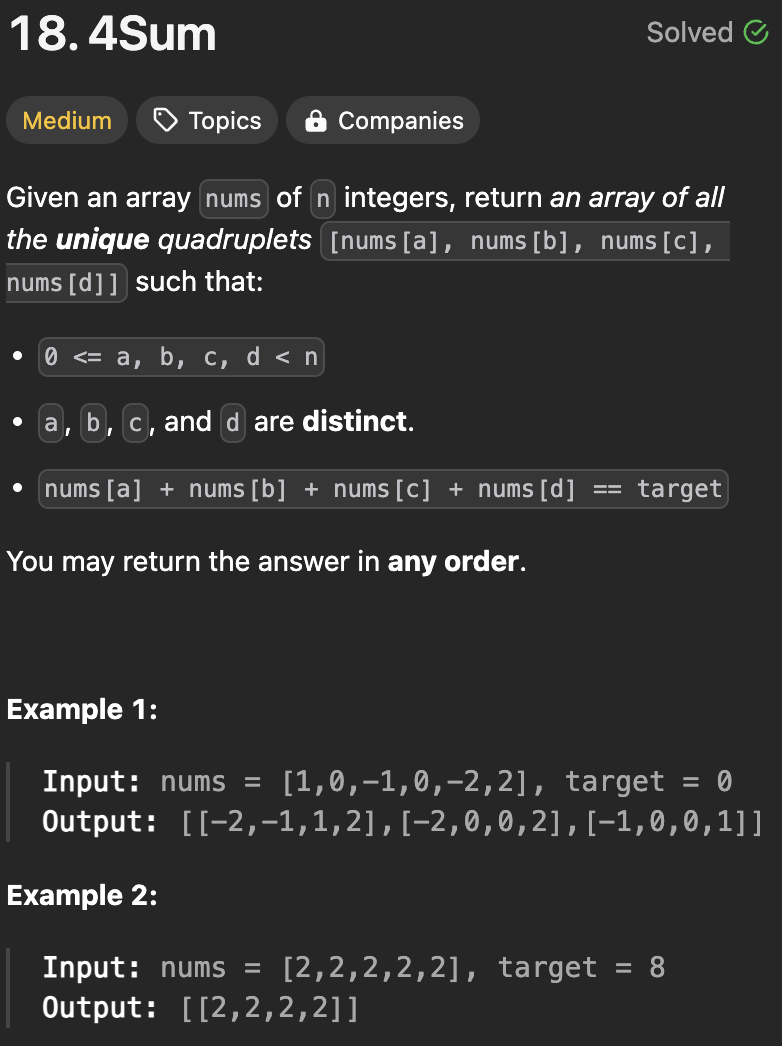 18. 4Sum
Solved
Medium
Topics
Companies
Given an array nums of n integers, return an array of all
the unique quadruplets [nums[a], nums[b], nums[c],
nums[d]] such that:
• 0 <= a, b, c, d < n
• a, b, c, and d are distinct.
• nums[a] + nums[b] + nums[c] + nums[d] == target
You may return the answer in any order.
Example 1:
Input: nums = [1,0,-1,0,-2,2], target = 0
Output: [[-2,-1,1,2],[-2,0,0,2],[-1,0,0,1]]
Example 2:
Input: nums = [2,2,2,2,2], target = 8
Output: [[2,2,2,2]]